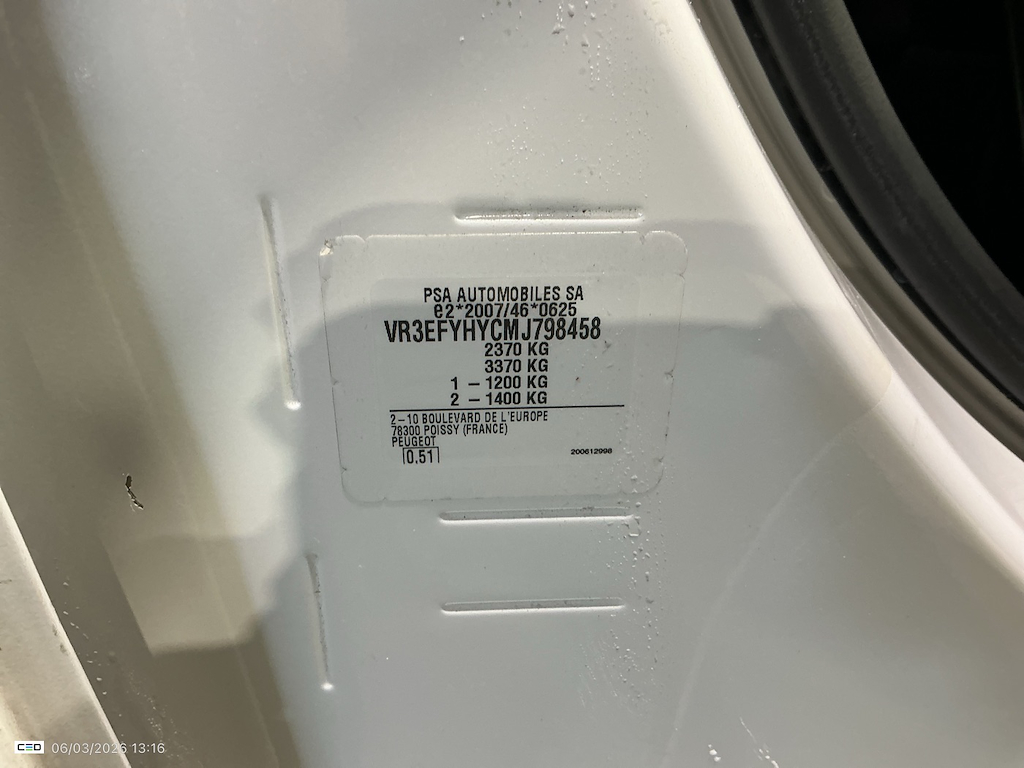 PSA AUTOMOBILES SA
e2*2007/46*0625
VR3EFYHYCMJ798458
2370 KG
3370 KG
1 – 1200 KG
2 – 1400 KG
2–10 BOULEVARD DE L'EUROPE
78300 POISSY (FRANCE)
PEUGEOT
0.51
200612998
CEO 06/03/2026 13:16